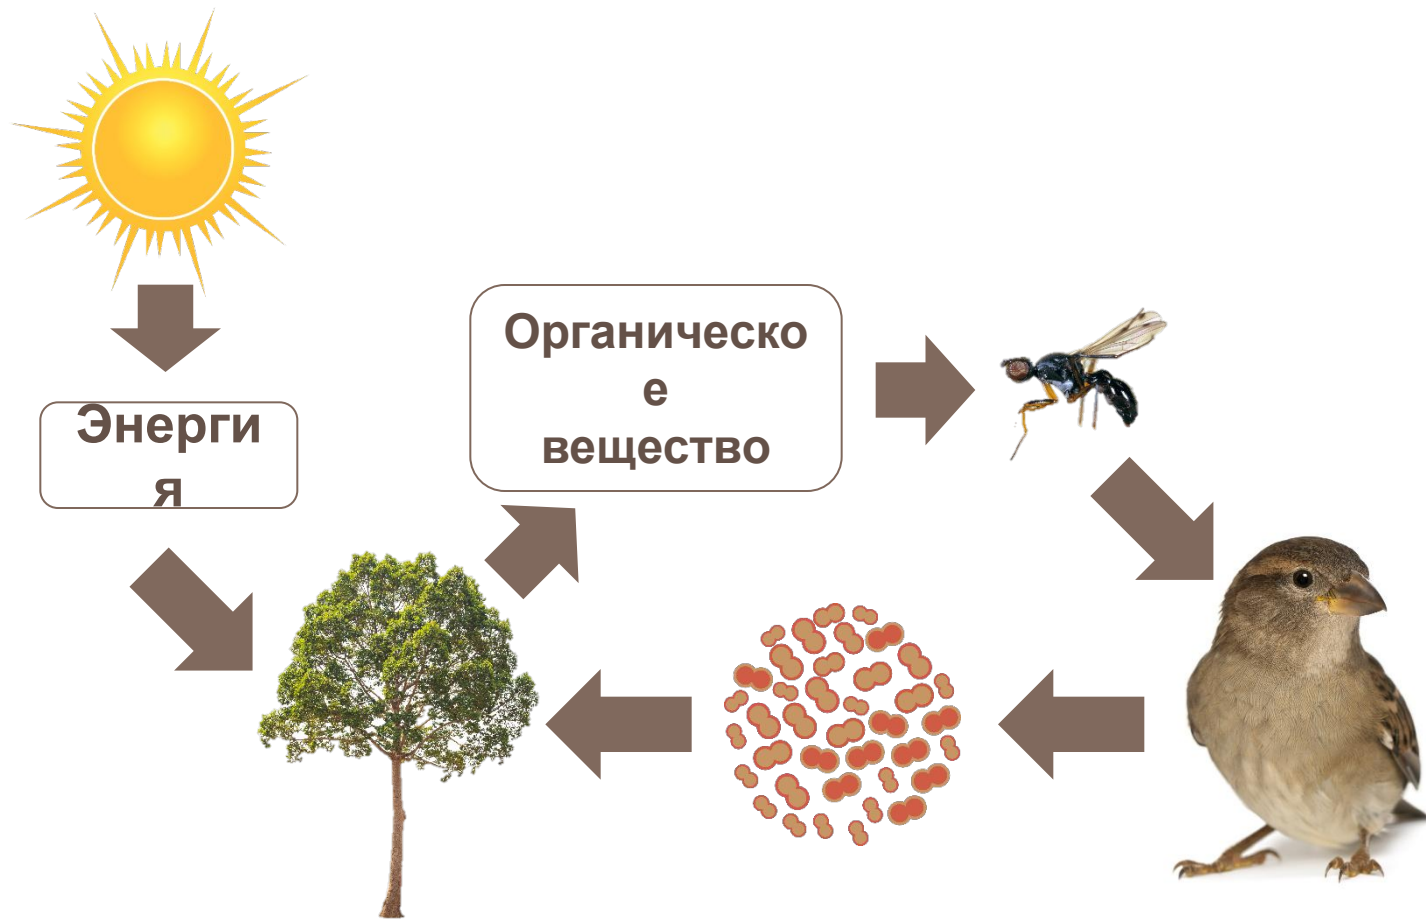 Органическо
е
вещество
Энерги
я